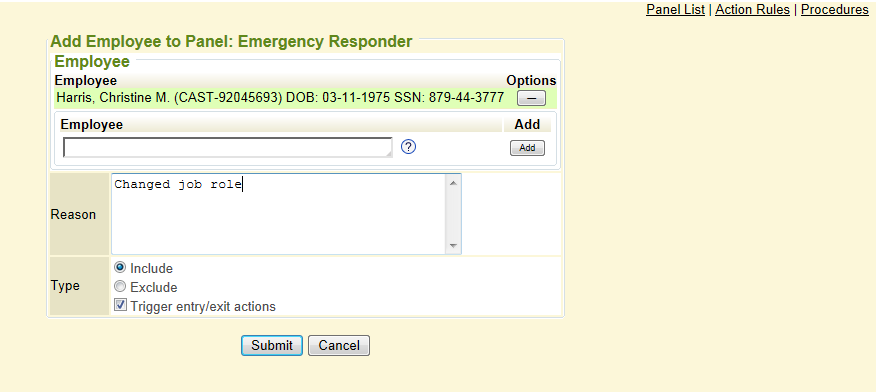 Panel List | Action Rules | Procedures
Add Employee to Panel: Emergency Responder
Employee
Employee Options
Harris, Christine M. (CAST-92045693) DOB: 03-11-1975 SSN: 879-44-3777 —
Employee Add
? Add
Reason Changed job role
Type Include
Exclude
Trigger entry/exit actions
Submit Cancel